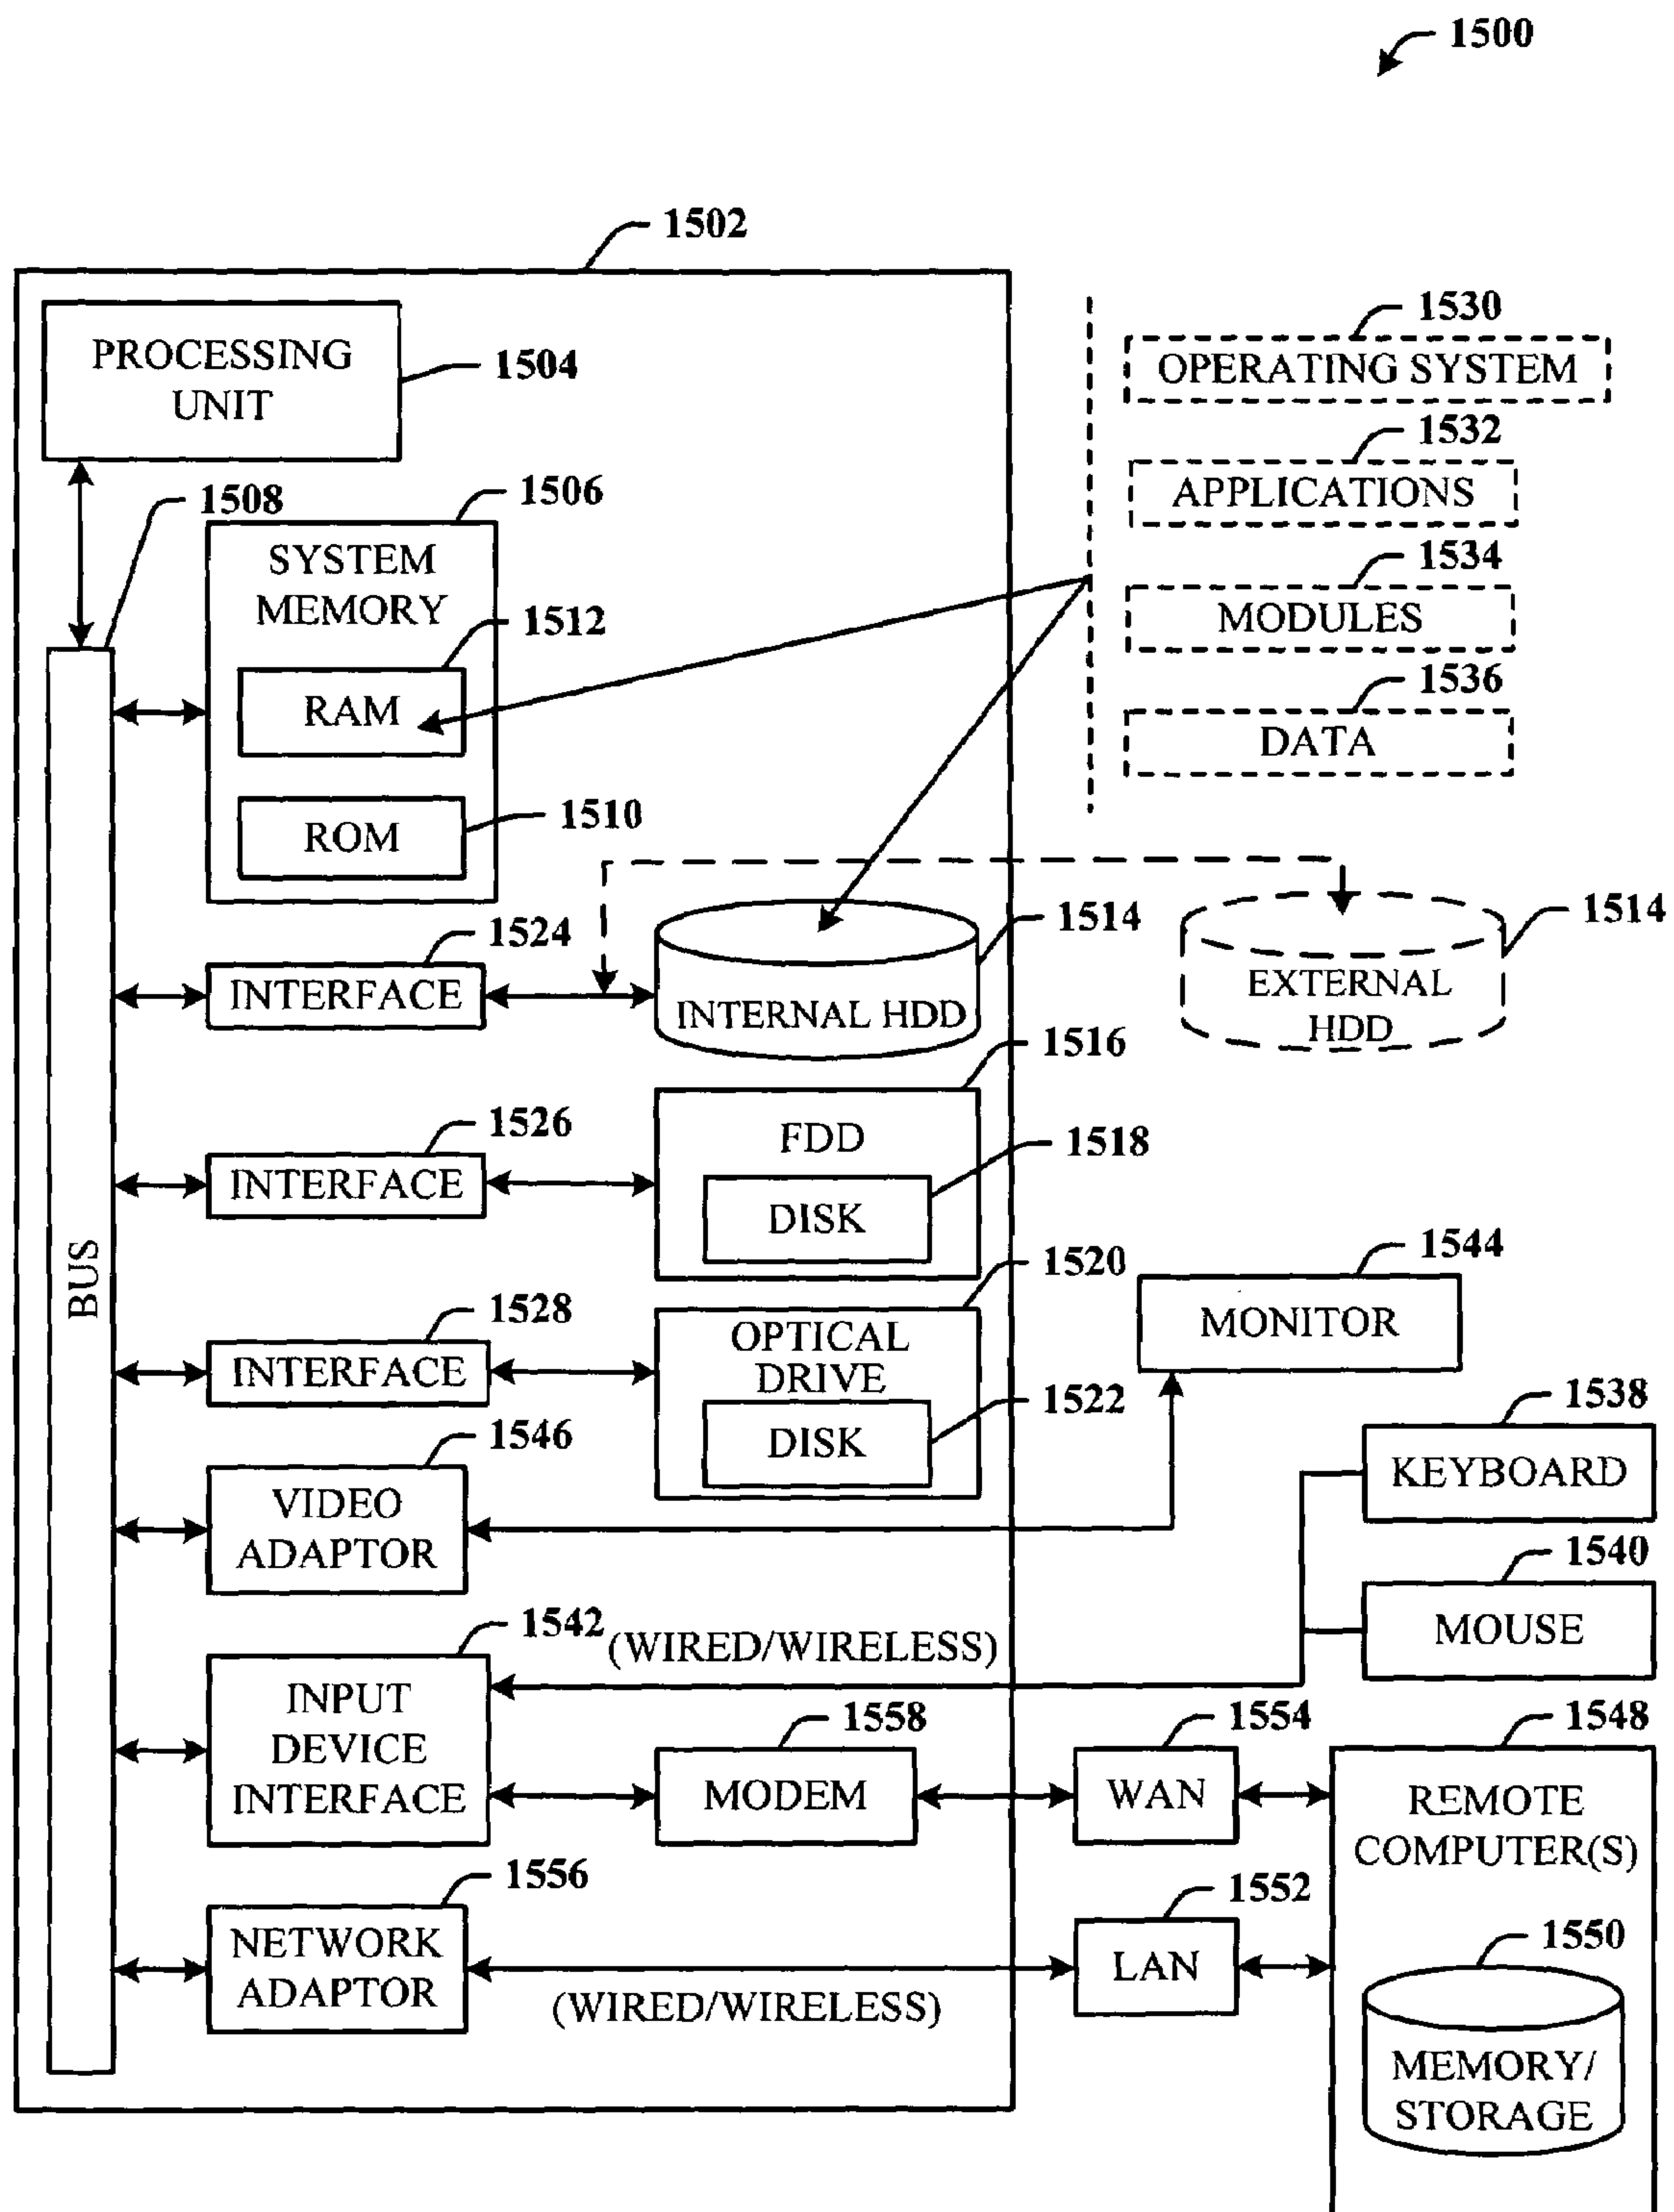 1500
1502
PROCESSING
UNIT
1504
1508
1506
SYSTEM
MEMORY
1512
RAM
1510
ROM
1530
OPERATING SYSTEM
1532
APPLICATIONS
1534
MODULES
1536
DATA
1524
INTERFACE
1514
INTERNAL HDD
1514
EXTERNAL
HDD
1516
1526
INTERFACE
FDD
1518
DISK
BUS
1520
1528
INTERFACE
OPTICAL
DRIVE
1522
DISK
1544
MONITOR
1546
VIDEO
ADAPTOR
1538
KEYBOARD
1540
MOUSE
1542
(WIRED/WIRELESS)
INPUT
DEVICE
INTERFACE
1558
MODEM
1554
WAN
1548
REMOTE
COMPUTER(S)
1556
NETWORK
ADAPTOR
(WIRED/WIRELESS)
1552
LAN
1550
MEMORY/
STORAGE